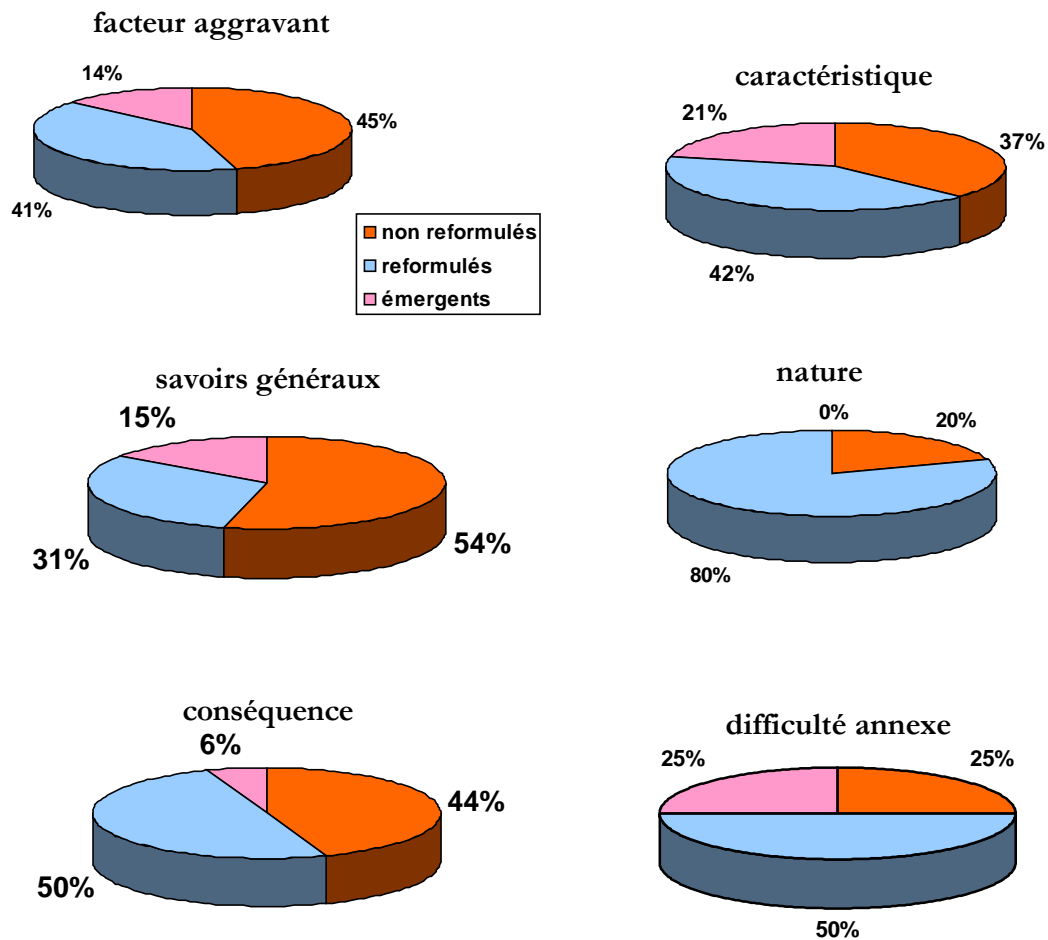 facteur aggravant
14%
45%
41%
caractéristique
21%
37%
42%
non reformulés
reformulés
émergents
savoirs généraux
15%
31%
54%
nature
0%
20%
80%
conséquence
6%
44%
50%
difficulté annexe
25%
25%
50%